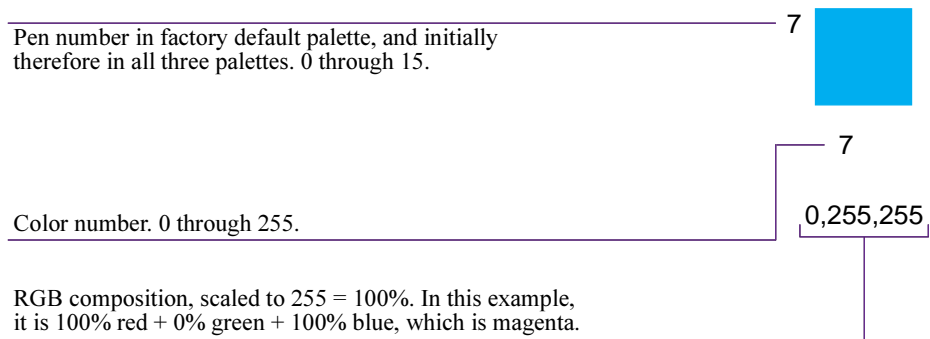 7
Pen number in factory default palette, and initially
therefore in all three palettes. 0 through 15.
7
Color number. 0 through 255.
0,255,255
RGB composition, scaled to 255 = 100%. In this example,
it is 100% red + 0% green + 100% blue, which is magenta.